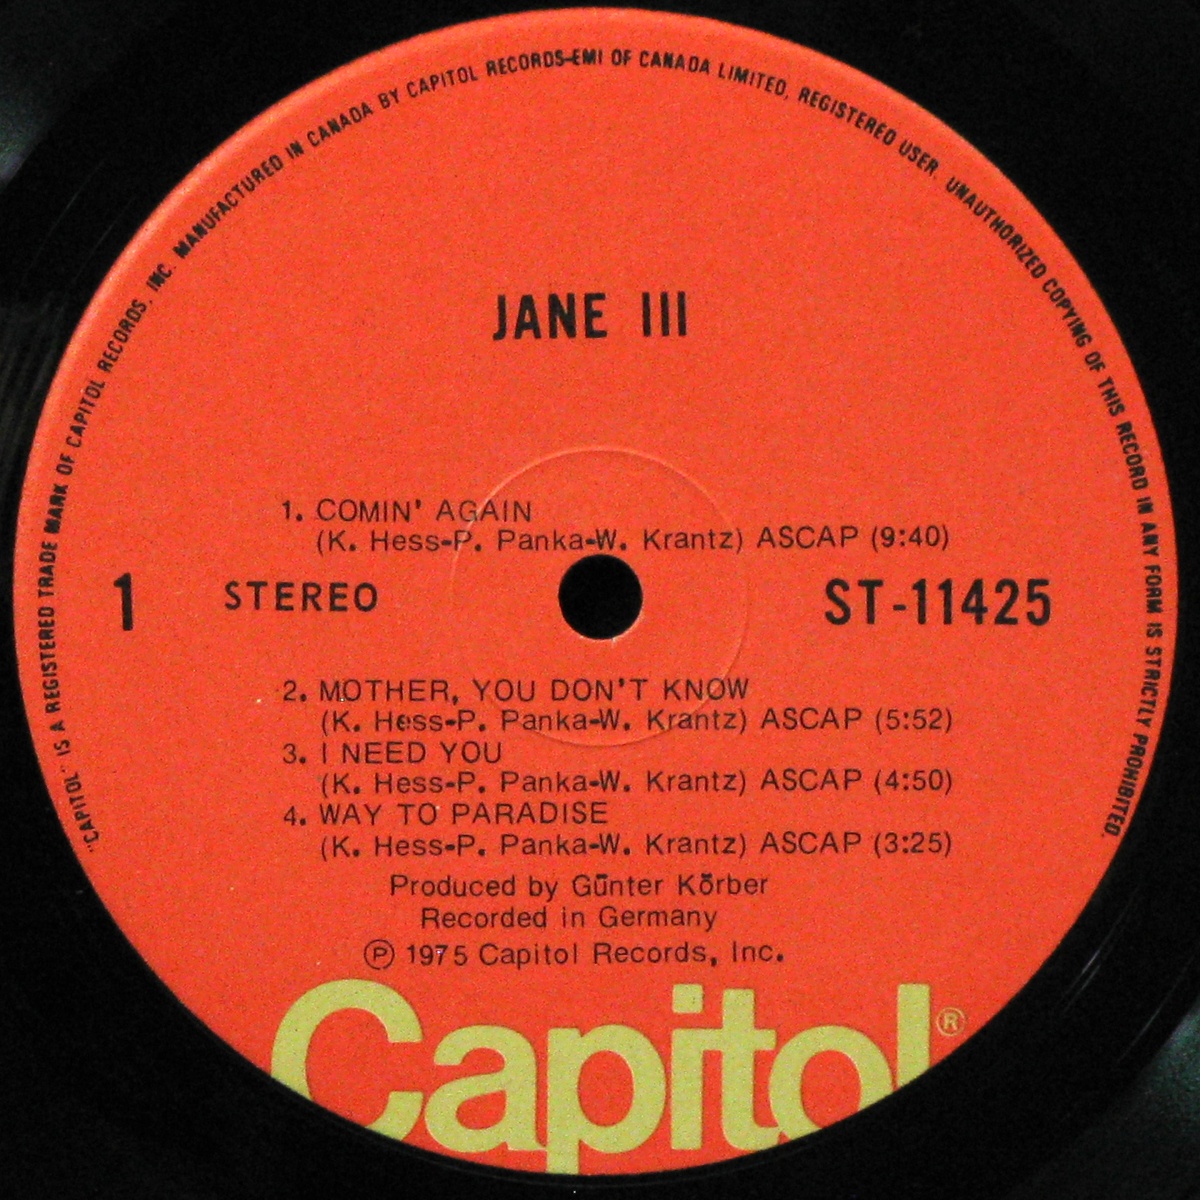 "CAPITOL" IS A REGISTERED TRADE MARK OF CAPITOL RECORDS, INC. MANUFACTURED IN CANADA BY CAPITOL RECORDS-EMI OF CANADA LIMITED, REGISTERED USER. UNAUTHORIZED COPYING OF THIS RECORD IN ANY FORM IS STRICTLY PROHIBITED.
JANE III
1. COMIN' AGAIN
(K. Hess-P. Panka-W. Krantz) ASCAP (9:40)
1 STEREO ST-11425
2. MOTHER, YOU DON'T KNOW
(K. Hess-P. Panka-W. Krantz) ASCAP (5:52)
3. I NEED YOU
(K. Hess-P. Panka-W. Krantz) ASCAP (4:50)
4. WAY TO PARADISE
(K. Hess-P. Panka-W. Krantz) ASCAP (3:25)
Produced by Günter Körber
Recorded in Germany
℗ 1975 Capitol Records, Inc.
Capitol®